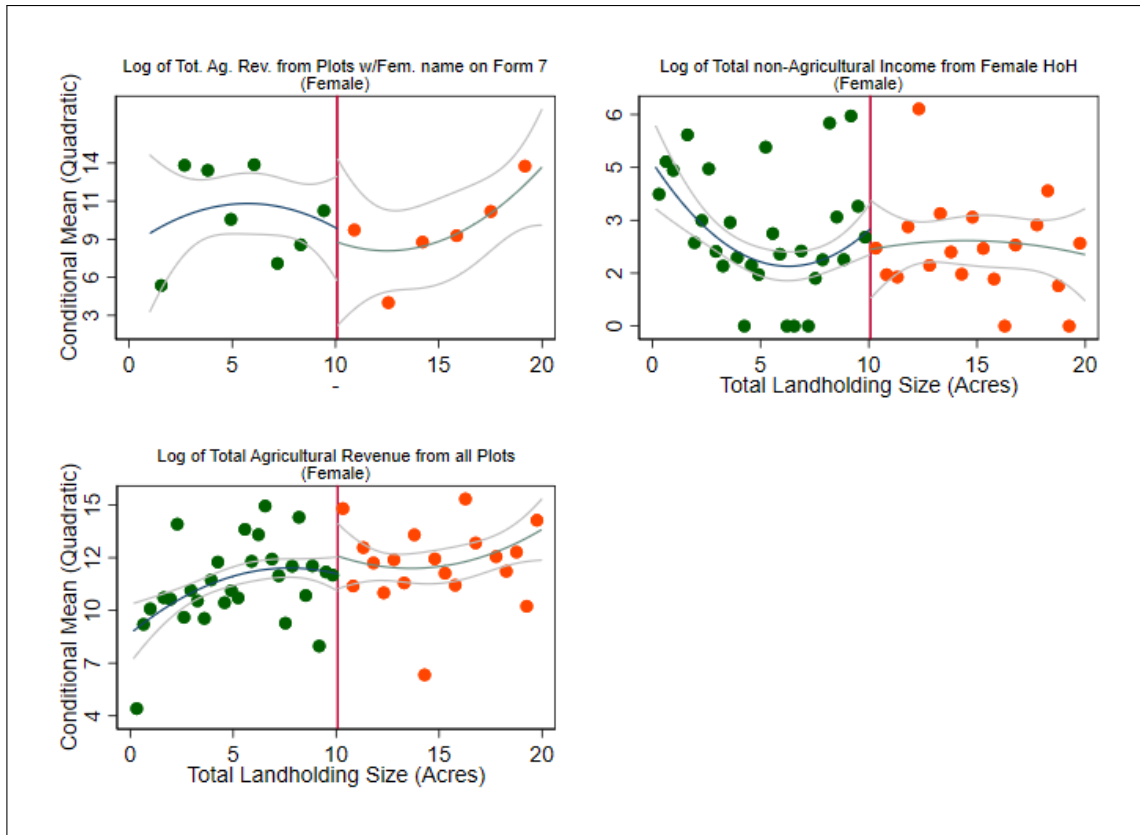 Log of Tot. Ag. Rev. from Plots w/Fem. name on Form 7
(Female)
Conditional Mean (Quadratic)
14
11
9
6
3
0 5 10 15 20
-
Log of Total non-Agricultural Income from Female HoH
(Female)
6
5
3
2
0
0 5 10 15 20
Total Landholding Size (Acres)
Log of Total Agricultural Revenue from all Plots
(Female)
Conditional Mean (Quadratic)
15
12
10
7
4
0 5 10 15 20
Total Landholding Size (Acres)